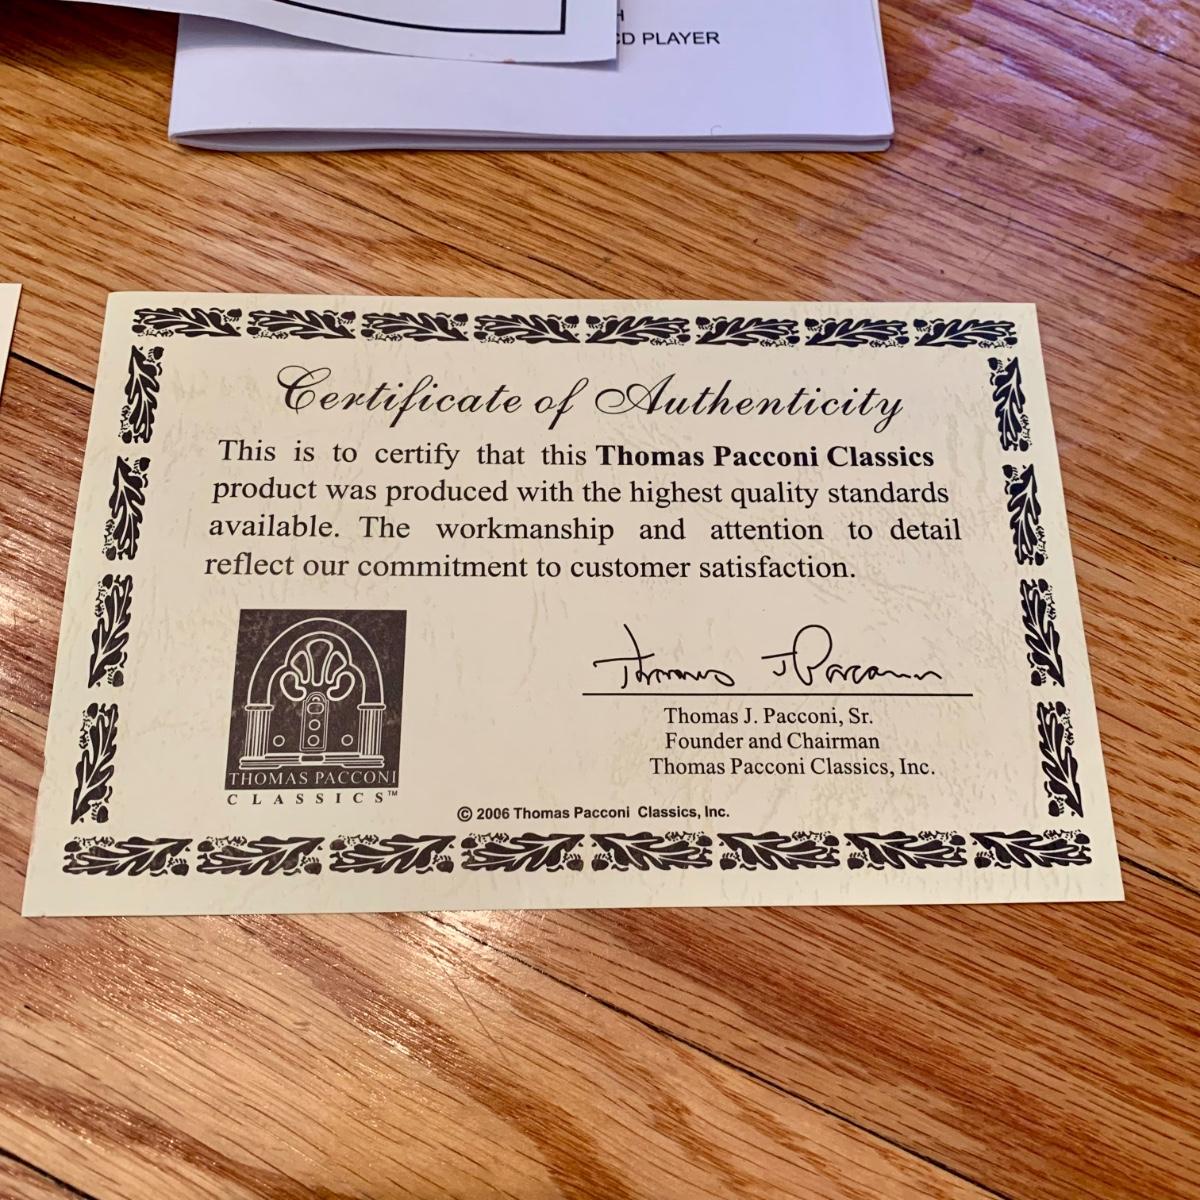 H
CD PLAYER
Certificate of Authenticity
This is to certify that this Thomas Pacconi Classics
product was produced with the highest quality standards
available. The workmanship and attention to detail
reflect our commitment to customer satisfaction.
Thomas J Pacconi
Thomas J. Pacconi, Sr.
Founder and Chairman
Thomas Pacconi Classics, Inc.
THOMAS PACCONI
CLASSICS™
© 2006 Thomas Pacconi Classics, Inc.